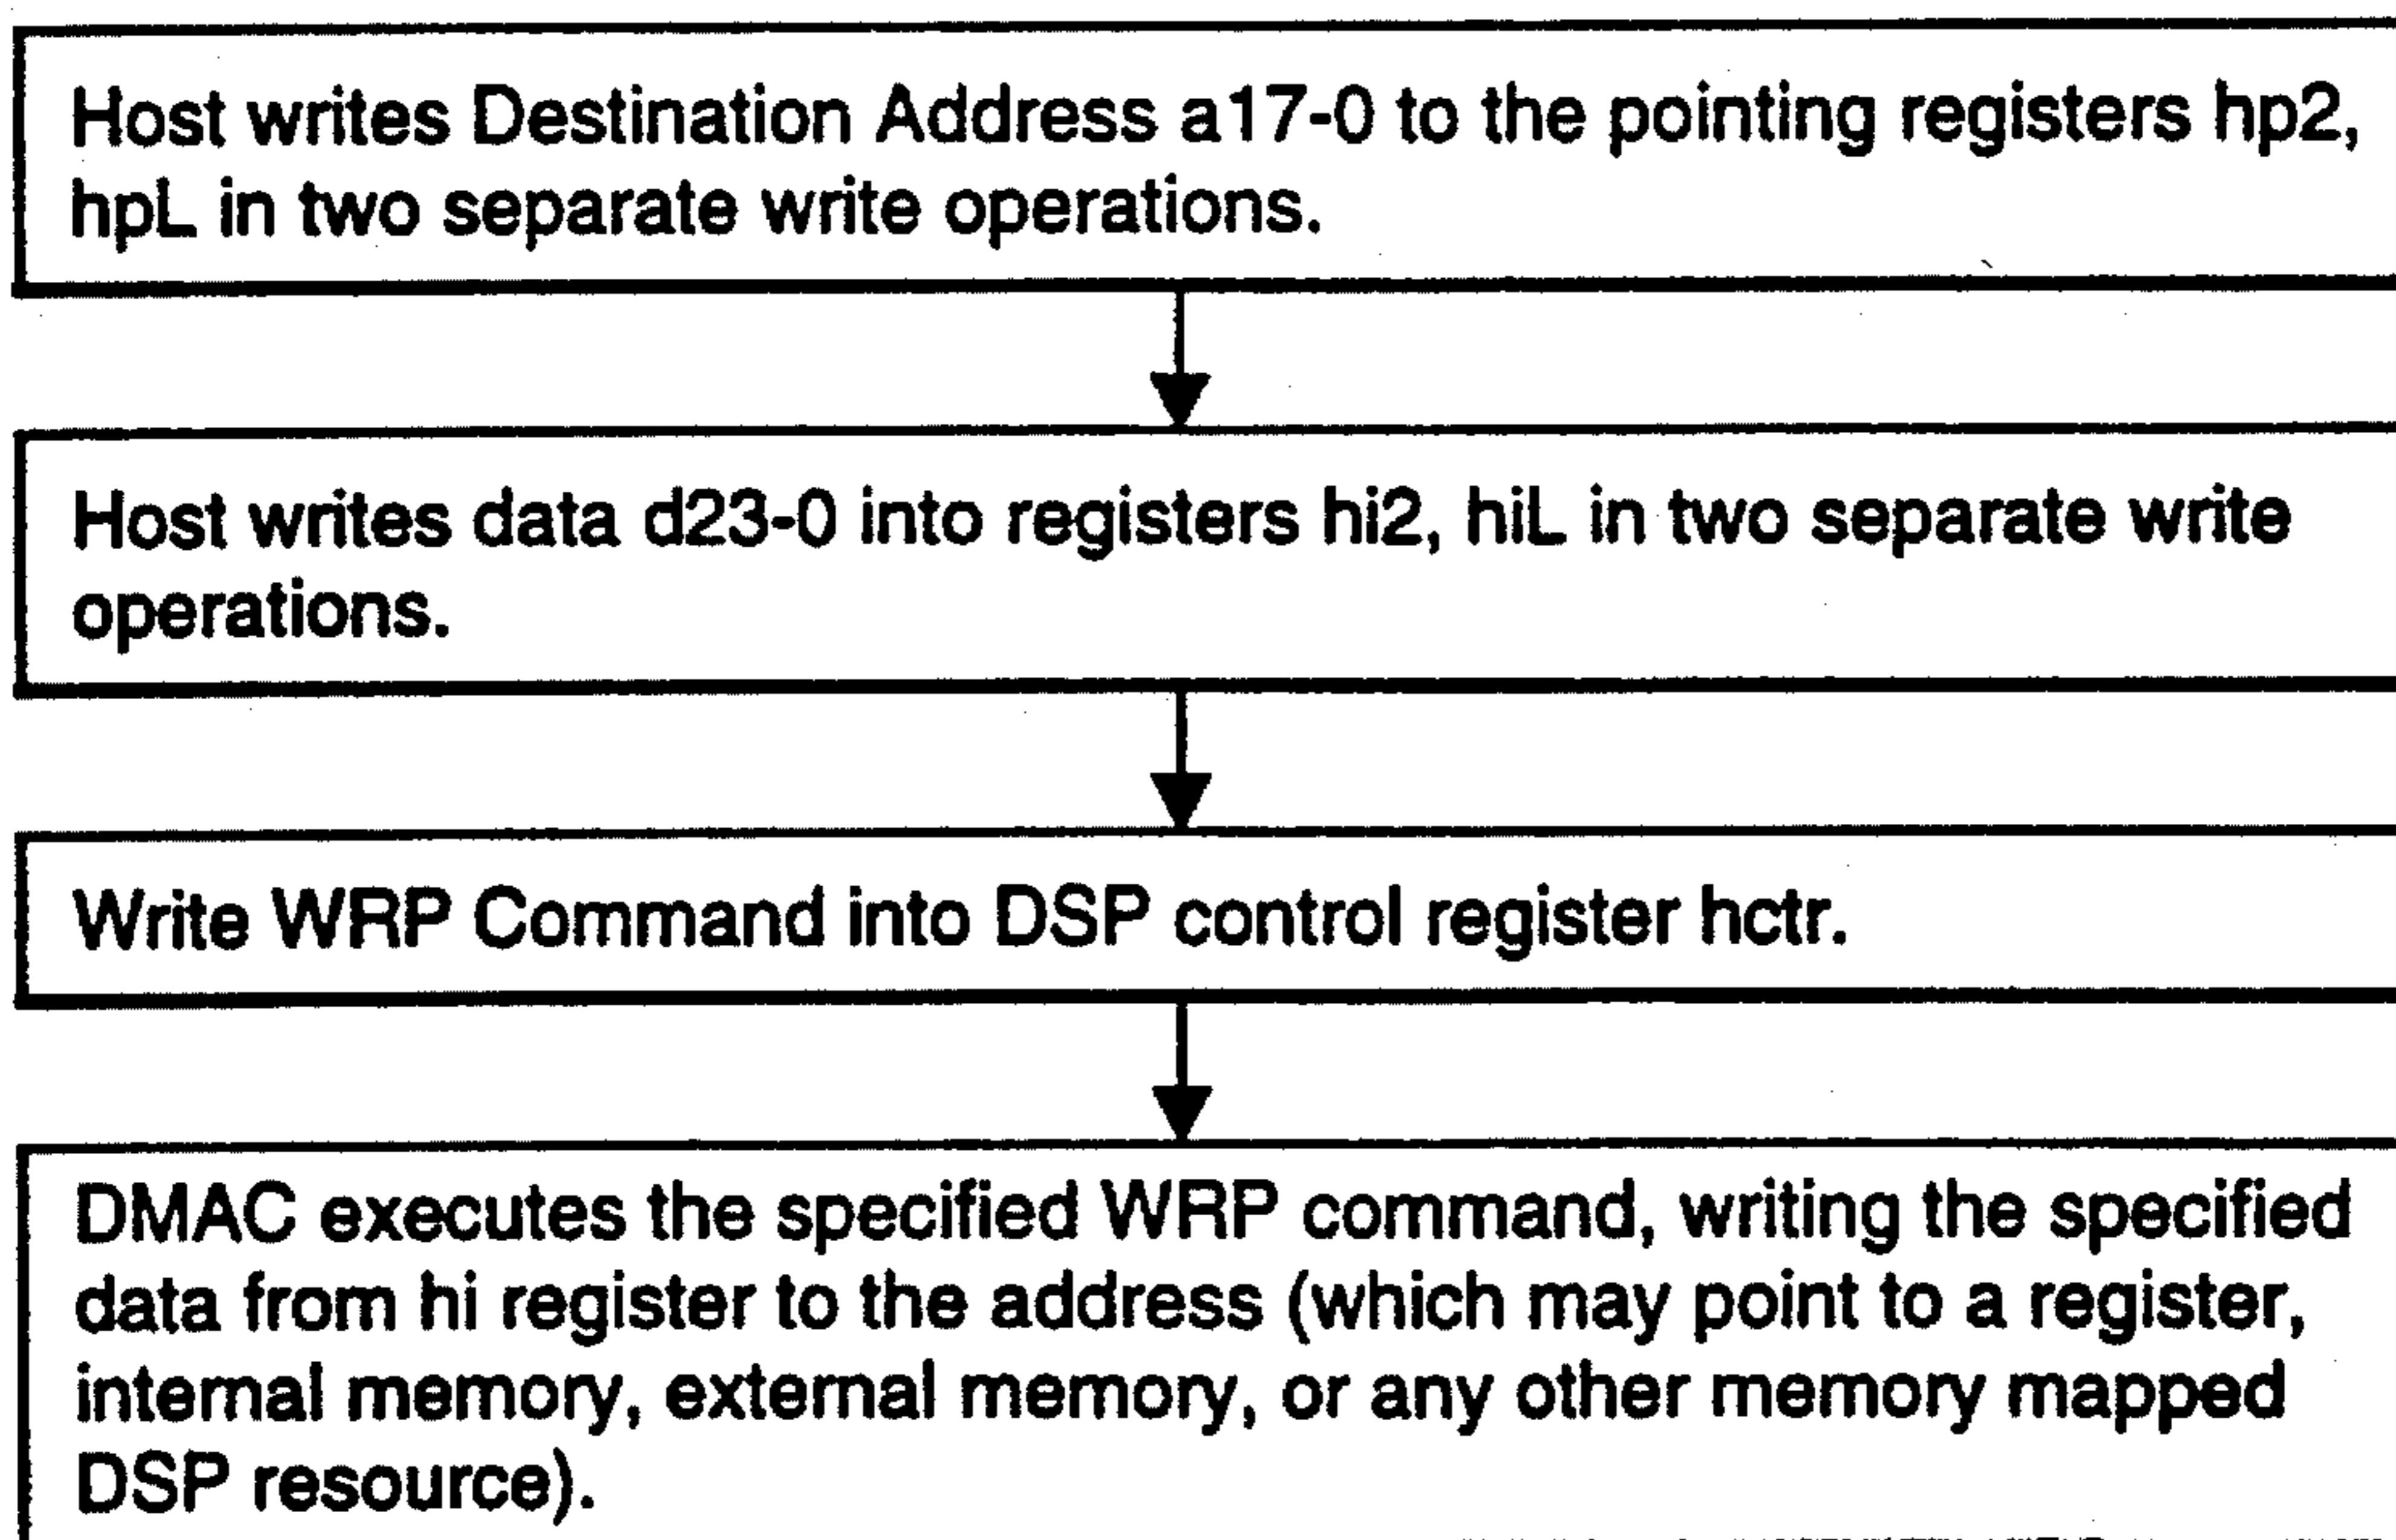 Host writes Destination Address a17-0 to the pointing registers hp2,
hpL in two separate write operations.
Host writes data d23-0 into registers hi2, hiL in two separate write
operations.
Write WRP Command into DSP control register hctr.
DMAC executes the specified WRP command, writing the specified
data from hi register to the address (which may point to a register,
internal memory, external memory, or any other memory mapped
DSP resource).